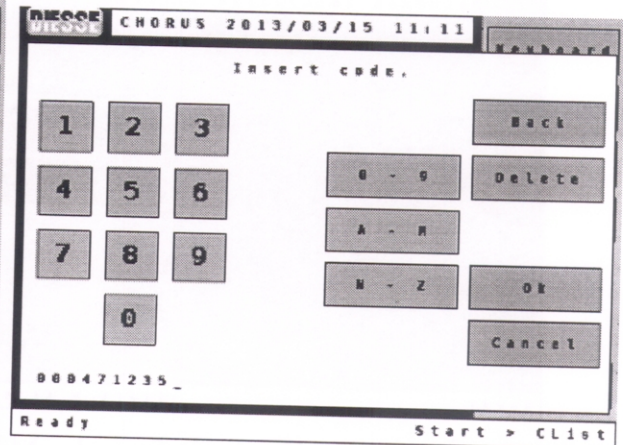 DIESSE CHORUS 2013/03/15 11:11
Keyboard
Insert code.
1 2 3 Back
4 5 6 0 - 9 Delete
7 8 9 A - M
N - Z Ok
0 Cancel
000471235_
Ready Start > CList